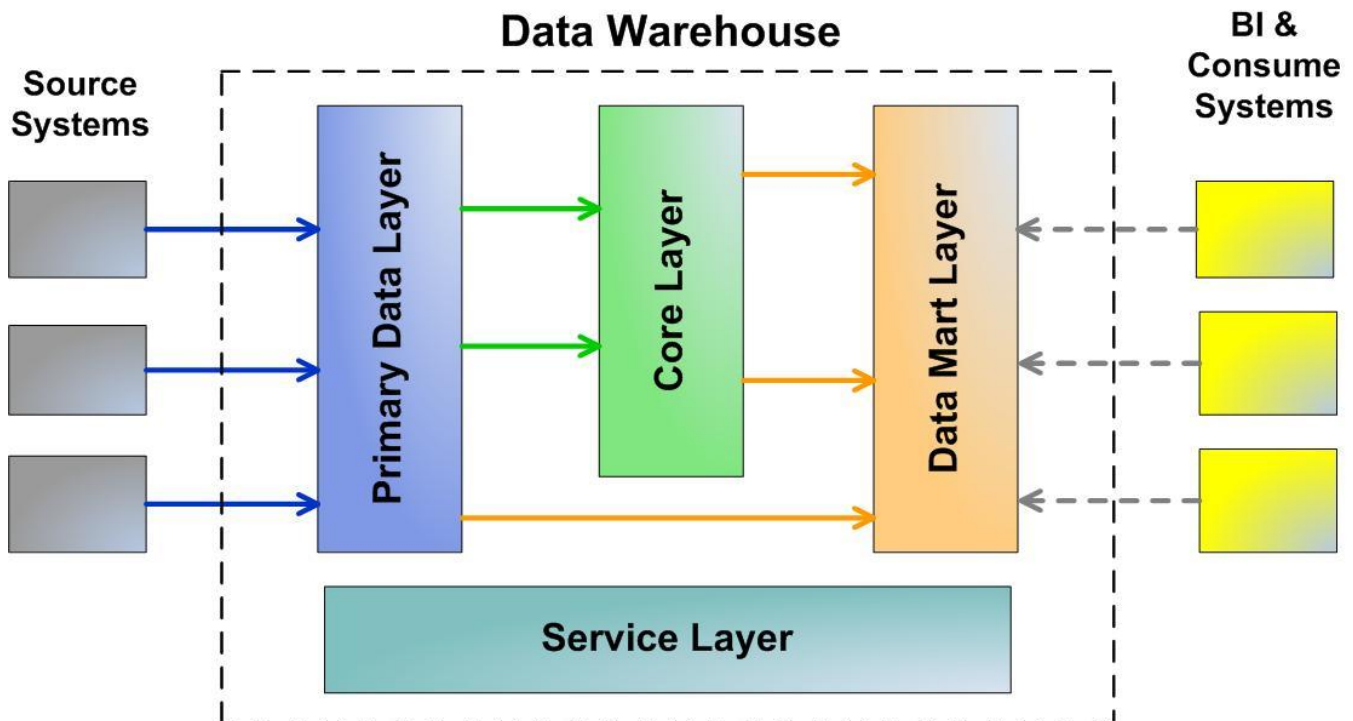 Data Warehouse
Source
Systems
BI &
Consume
Systems
Primary Data Layer
Core Layer
Data Mart Layer
Service Layer